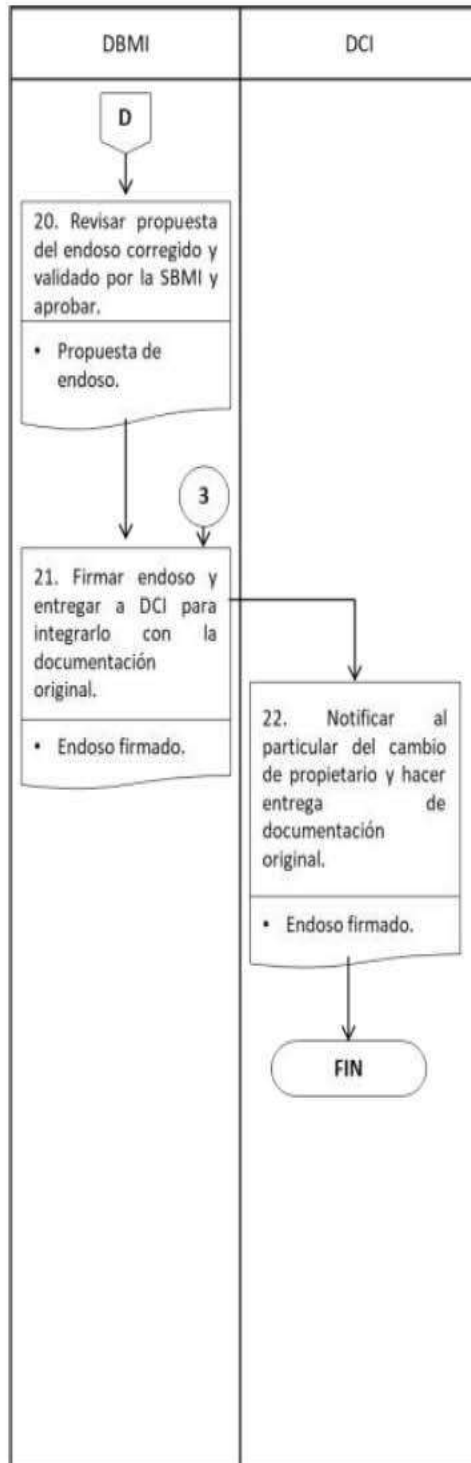 DBMI
DCI
D
20. Revisar propuesta
del endoso corregido y
validado por la SBMI y
aprobar.
• Propuesta de
endoso.
3
21. Firmar endoso y
entregar a DCI para
integrarlo con la
documentación
original.
• Endoso firmado.
22. Notificar al
particular del cambio
de propietario y hacer
entrega de
documentación
original.
• Endoso firmado.
FIN